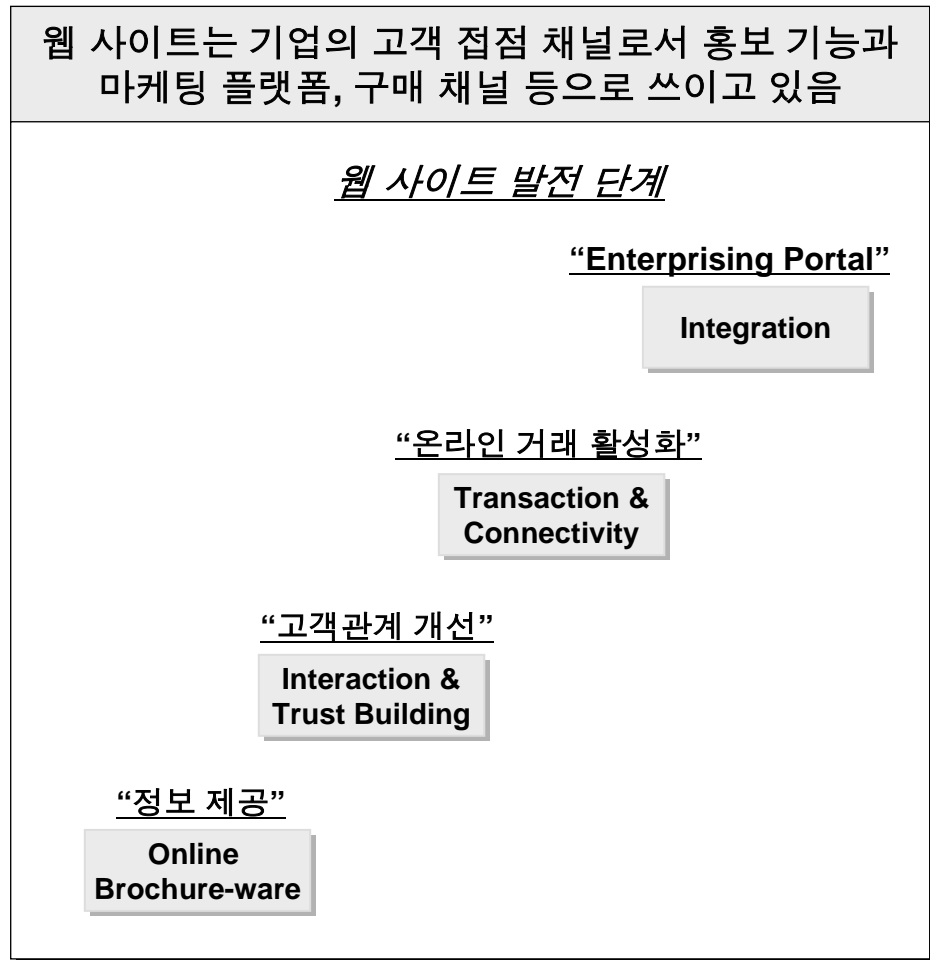 웹 사이트는 기업의 고객 접점 채널로서 홍보 기능과
마케팅 플랫폼, 구매 채널 등으로 쓰이고 있음
웹 사이트 발전 단계
“Enterprising Portal”
Integration
“온라인 거래 활성화”
Transaction &
Connectivity
“고객관계 개선”
Interaction &
Trust Building
“정보 제공”
Online
Brochure-ware